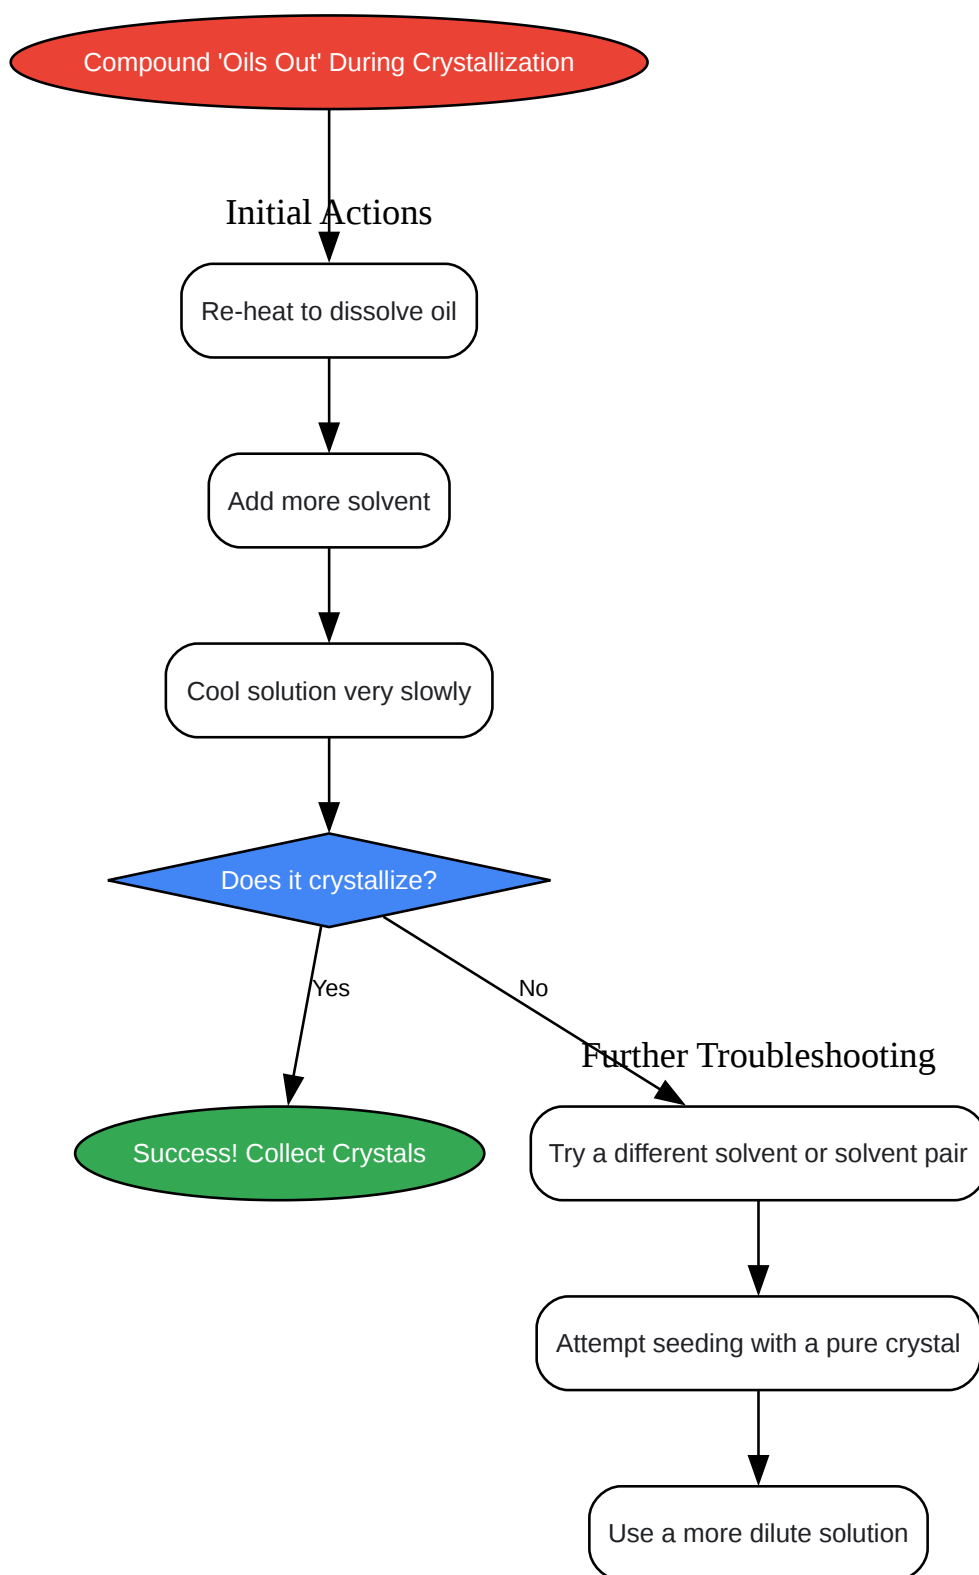 Compound 'Oils Out' During Crystallization
Initial Actions
Re-heat to dissolve oil
Add more solvent
Cool solution very slowly
Does it crystallize?
Yes
No
Further Troubleshooting
Success! Collect Crystals
Try a different solvent or solvent pair
Attempt seeding with a pure crystal
Use a more dilute solution